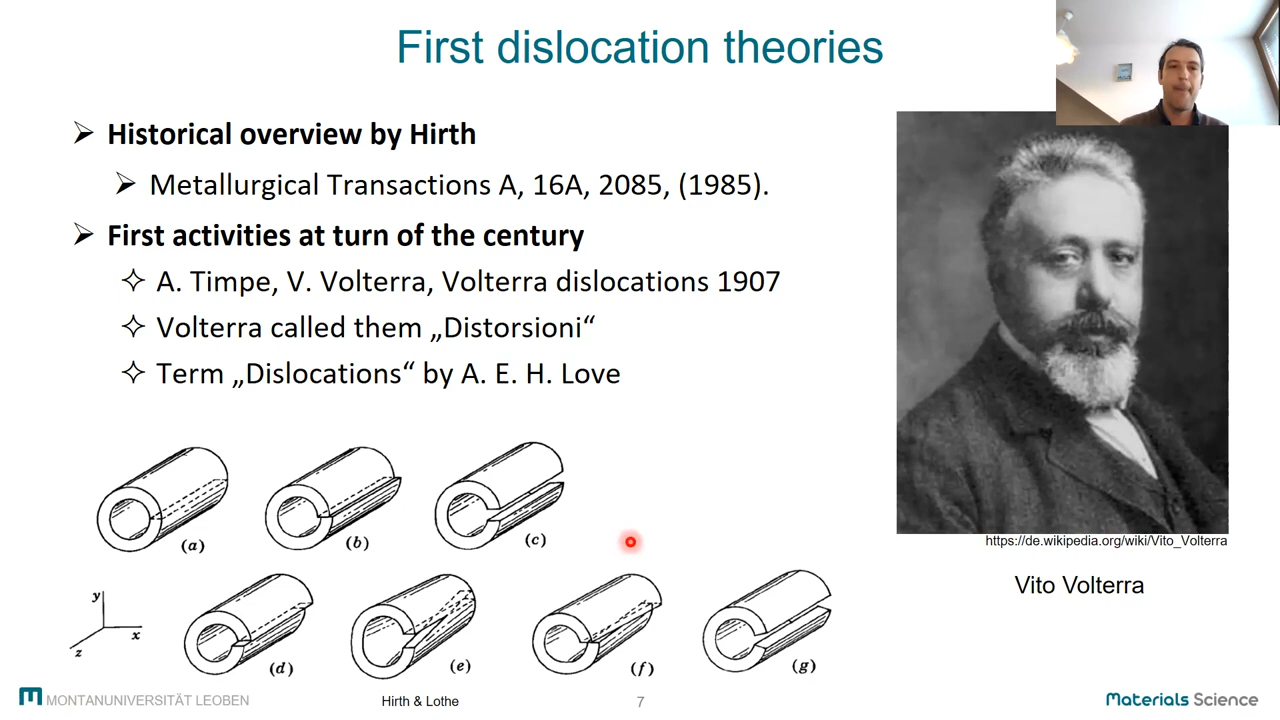 First dislocation theories
Historical overview by Hirth
Metallurgical Transactions A, 16A, 2085, (1985).
First activities at turn of the century
A. Timpe, V. Volterra, Volterra dislocations 1907
Volterra called them „Distorsioni“
Term „Dislocations“ by A. E. H. Love
https://de.wikipedia.org/wiki/Vito_Volterra
Vito Volterra
(a)
(b)
(c)
y
x
z
(d)
(e)
(f)
(g)
MONTANUNIVERSITÄT LEOBEN
Hirth & Lothe
7
Materials Science